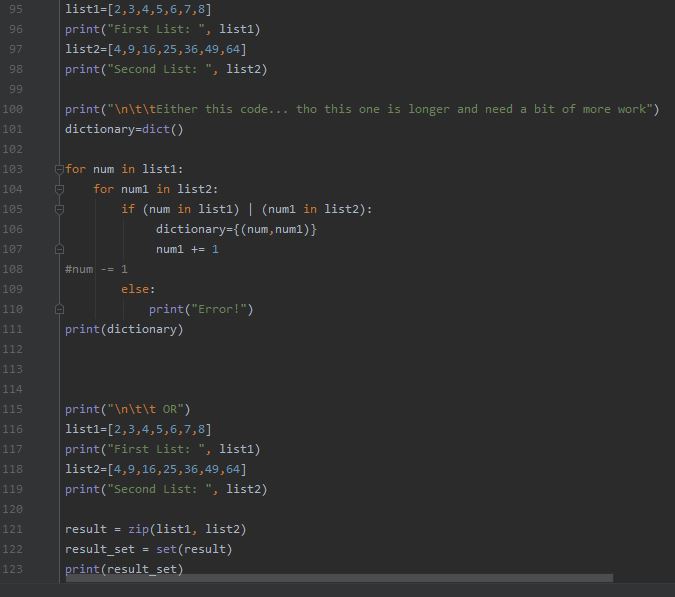 95 list1=[2,3,4,5,6,7,8]
96 print("First List: ", list1)
97 list2=[4,9,16,25,36,49,64]
98 print("Second List: ", list2)
99
100 print("\n\t\tEither this code... tho this one is longer and need a bit of more work")
101 dictionary=dict()
102
103 for num in list1:
104     for num1 in list2:
105         if (num in list1) | (num1 in list2):
106              dictionary={(num,num1)}
107              num1 += 1
108 #num -= 1
109         else:
110             print("Error!")
111 print(dictionary)
112
113
114
115 print("\n\t\t OR")
116 list1=[2,3,4,5,6,7,8]
117 print("First List: ", list1)
118 list2=[4,9,16,25,36,49,64]
119 print("Second List: ", list2)
120
121 result = zip(list1, list2)
122 result_set = set(result)
123 print(result_set)